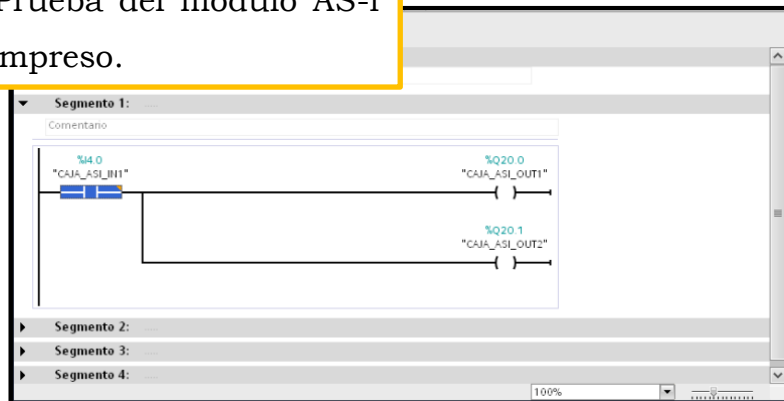 Prueba del módulo AS-i
mpreso.
Segmento 1:
Comentario
%I4.0
"CAJA_ASI_IN1"
%Q20.0
"CAJA_ASI_OUT1"
%Q20.1
"CAJA_ASI_OUT2"
Segmento 2:
Segmento 3:
Segmento 4:
100%